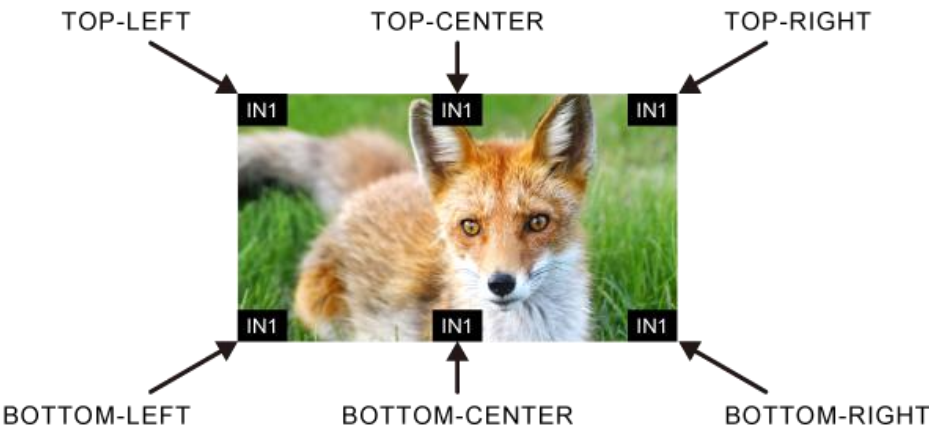 TOP-LEFT TOP-CENTER TOP-RIGHT
IN1 IN1 IN1
IN1 IN1 IN1
BOTTOM-LEFT BOTTOM-CENTER BOTTOM-RIGHT